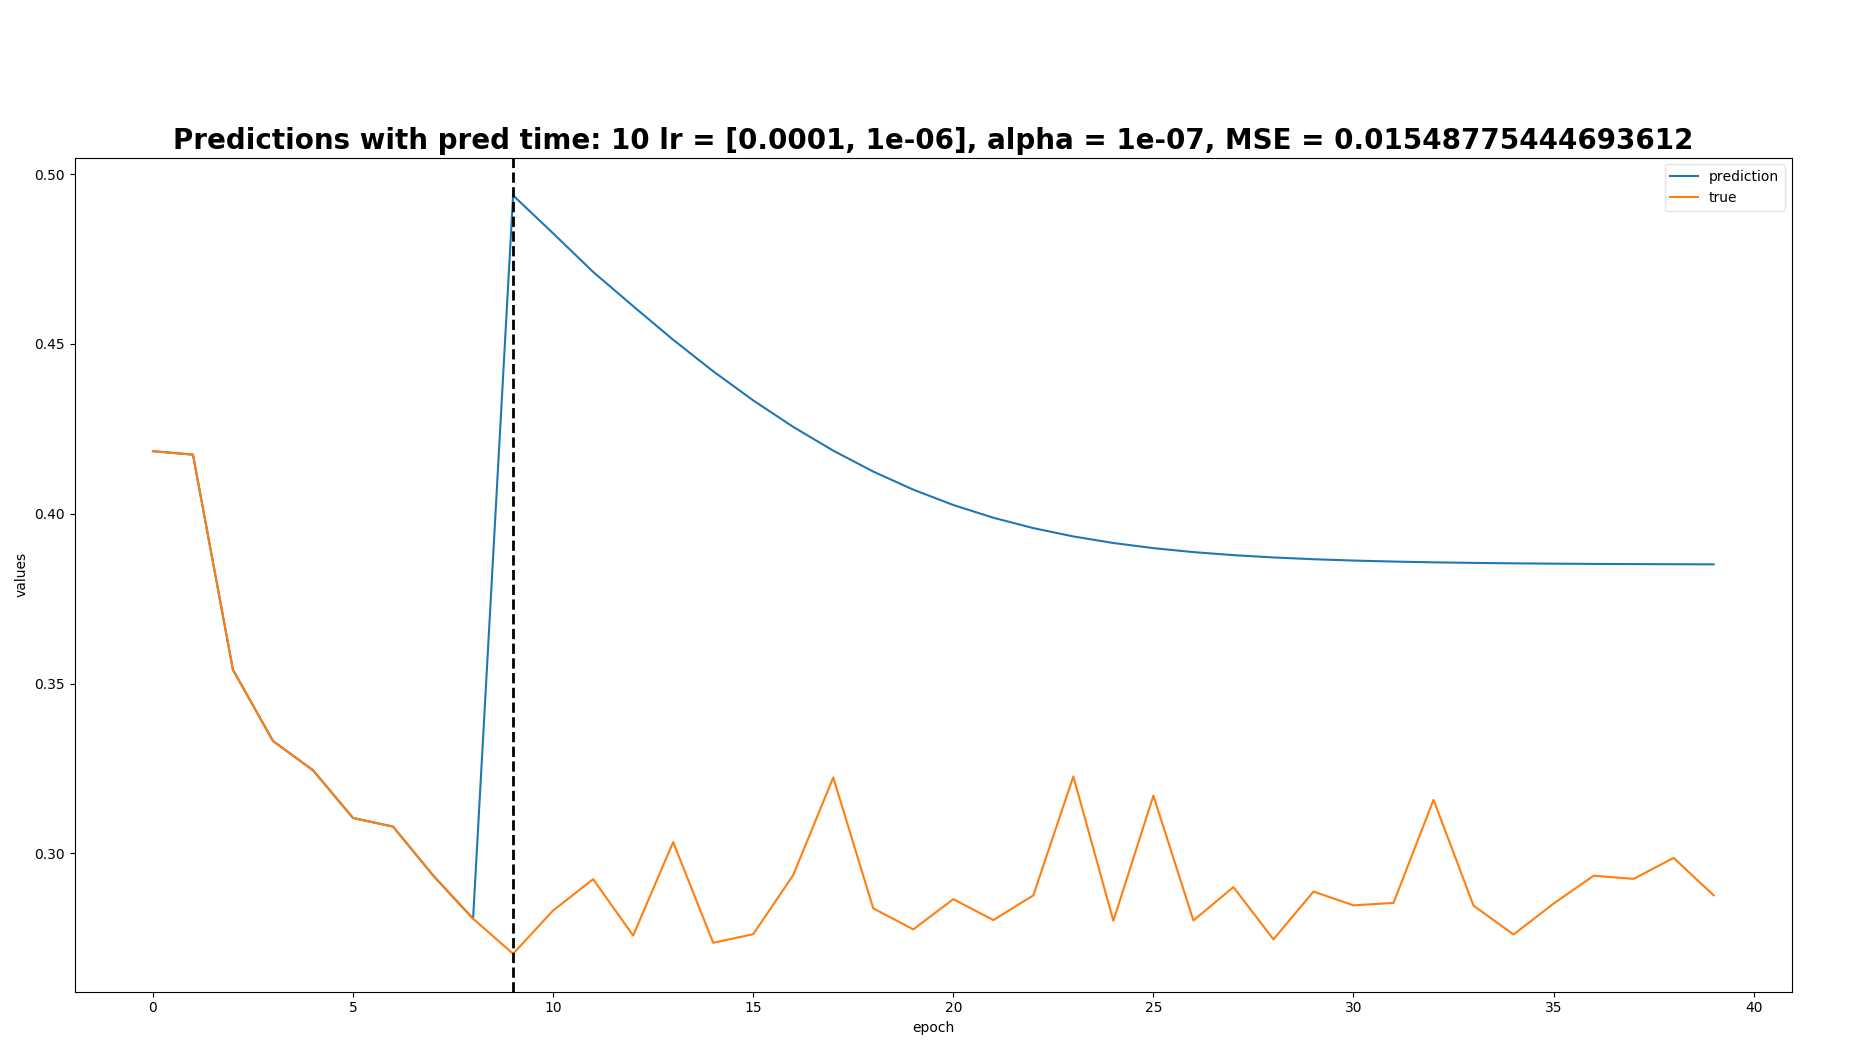 Predictions with pred time: 10 lr = [0.0001, 1e-06], alpha = 1e-07, MSE = 0.01548775444693612
prediction
true
0.50
0.45
0.40
0.35
0.30
values
0 5 10 15 20 25 30 35 40
epoch